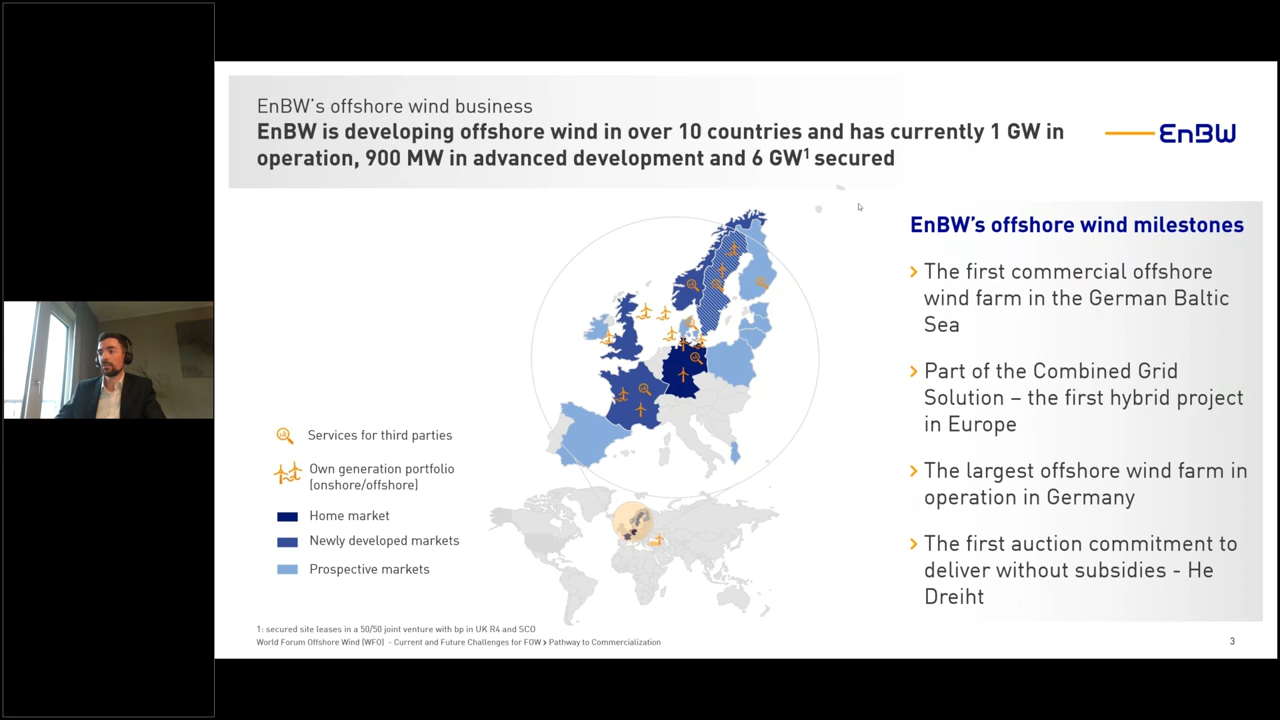 EnBW's offshore wind business
EnBW is developing offshore wind in over 10 countries and has currently 1 GW in
operation, 900 MW in advanced development and 6 GW¹ secured
EnBW
EnBW's offshore wind milestones
The first commercial offshore
wind farm in the German Baltic
Sea
Part of the Combined Grid
Solution – the first hybrid project
in Europe
The largest offshore wind farm in
operation in Germany
The first auction commitment to
deliver without subsidies - He
Dreiht
Services for third parties
Own generation portfolio
(onshore/offshore)
Home market
Newly developed markets
Prospective markets
1: secured site leases in a 50/50 joint venture with bp in UK R4 and SCO
World Forum Offshore Wind (WFO) - Current and Future Challenges for FOW > Pathway to Commercialization
3